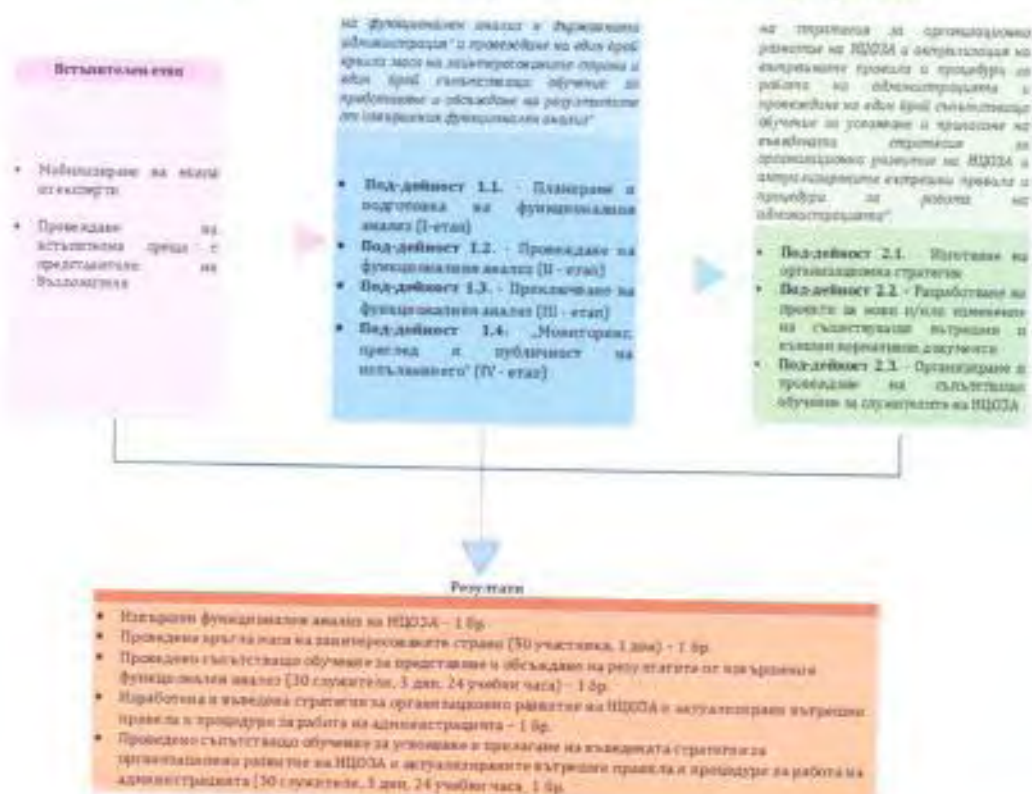 Встъпителен етап
• Мобилизиране на екипа
от експерти
• Провеждане на
встъпителна среща с
представители на
Възложителя
на функционален анализ в държавната
администрация" и провеждане на един брой
кръгла маса на заинтересованите страни и
един брой съпътстващо обучение за
представяне и обсъждане на резултатите
от извършения функционален анализ"
• Под-дейност 1.1. - Планиране и
подготовка на функционалния
анализ (I-етап)
• Под-дейност 1.2. - Провеждане на
функционалния анализ (II - етап)
• Под-дейност 1.3. - Приключване на
функционалния анализ (III - етап)
• Под-дейност 1.4. „Мониторинг,
преглед и публичност на
изпълнението" (IV - етап)
на стратегия за организационно
развитие на НЦОЗА и актуализация на
вътрешните правила и процедури за
работа на администрацията и
провеждане на един брой съпътстващо
обучение за усвояване и прилагане на
въведената стратегия за
организационно развитие на НЦОЗА и
актуализираните вътрешни правила и
процедури за работа на
администрацията"
• Под-дейност 2.1. - Изготвяне на
организационна стратегия
• Под-дейност 2.2. - Разработване на
проекти за нови и/или изменение
на съществуващи вътрешни и
външни нормативни документи
• Под-дейност 2.3. - Организиране и
провеждане на съпътстващо
обучение за служителите на НЦОЗА
Резултати
• Извършен функционален анализ на НЦОЗА – 1 бр.
• Проведена кръгла маса на заинтересованите страни (50 участника, 1 ден) – 1 бр.
• Проведено съпътстващо обучение за представяне и обсъждане на резултатите от извършения
функционален анализ (30 служители, 3 дни, 24 учебни часа) – 1 бр.
• Изработена и въведена стратегия за организационно развитие на НЦОЗА и актуализирани вътрешни
правила и процедури за работа на администрацията – 1 бр.
• Проведено съпътстващо обучение за усвояване и прилагане на въведената стратегия за
организационно развитие на НЦОЗА и актуализираните вътрешни правила и процедури за работа на
администрацията (30 служители, 3 дни, 24 учебни часа, 1 бр.